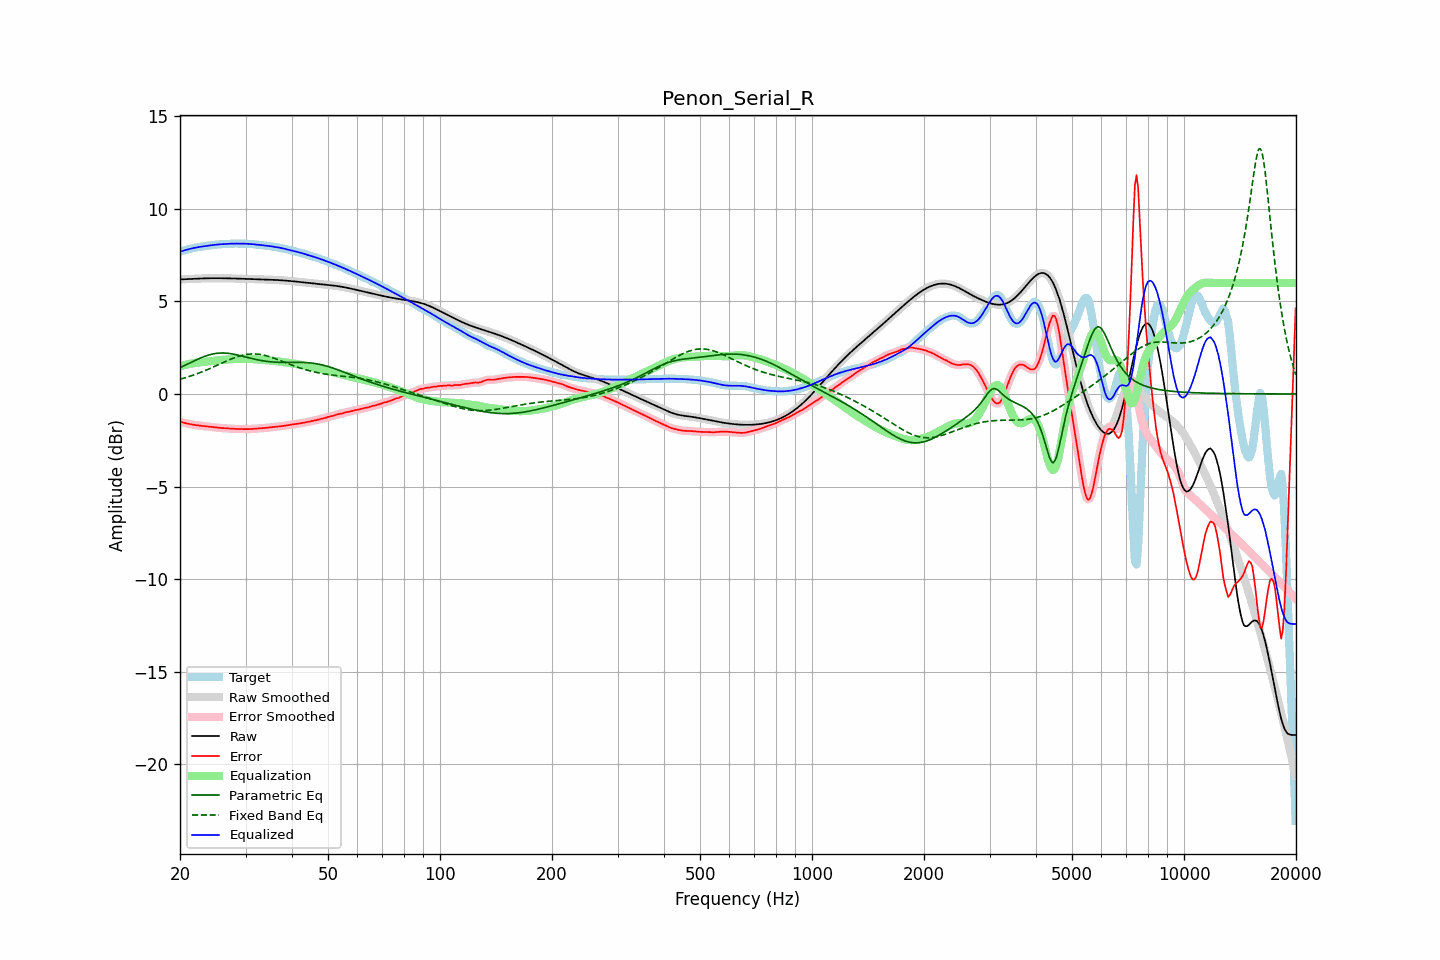 Penon_Serial_R
15
10
5
0
−5
−10
−15
−20
Amplitude (dBr)
Target
Raw Smoothed
Error Smoothed
Raw
Error
Equalization
Parametric Eq
Fixed Band Eq
Equalized
20 50 100 200 500 1000 2000 5000 10000 20000
Frequency (Hz)